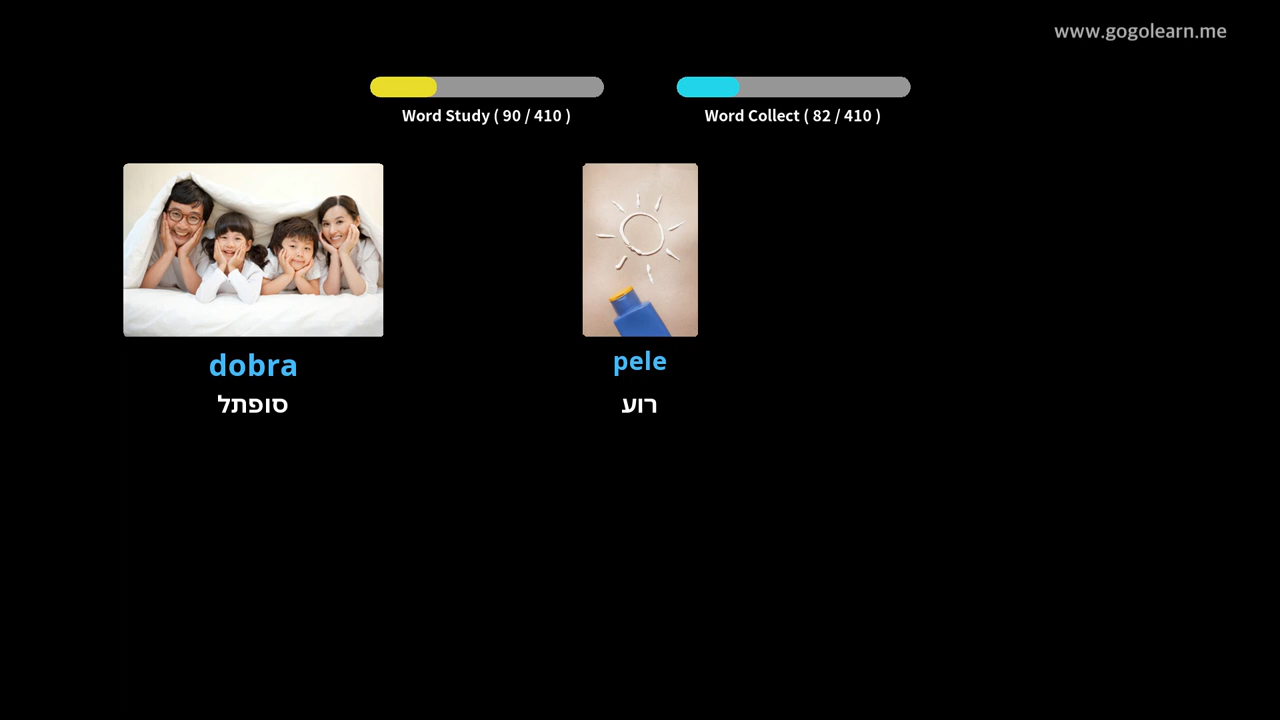 www.gogolearn.me
Word Study ( 90 / 410 )
Word Collect ( 82 / 410 )
dobra
סופתל
pele
רוע